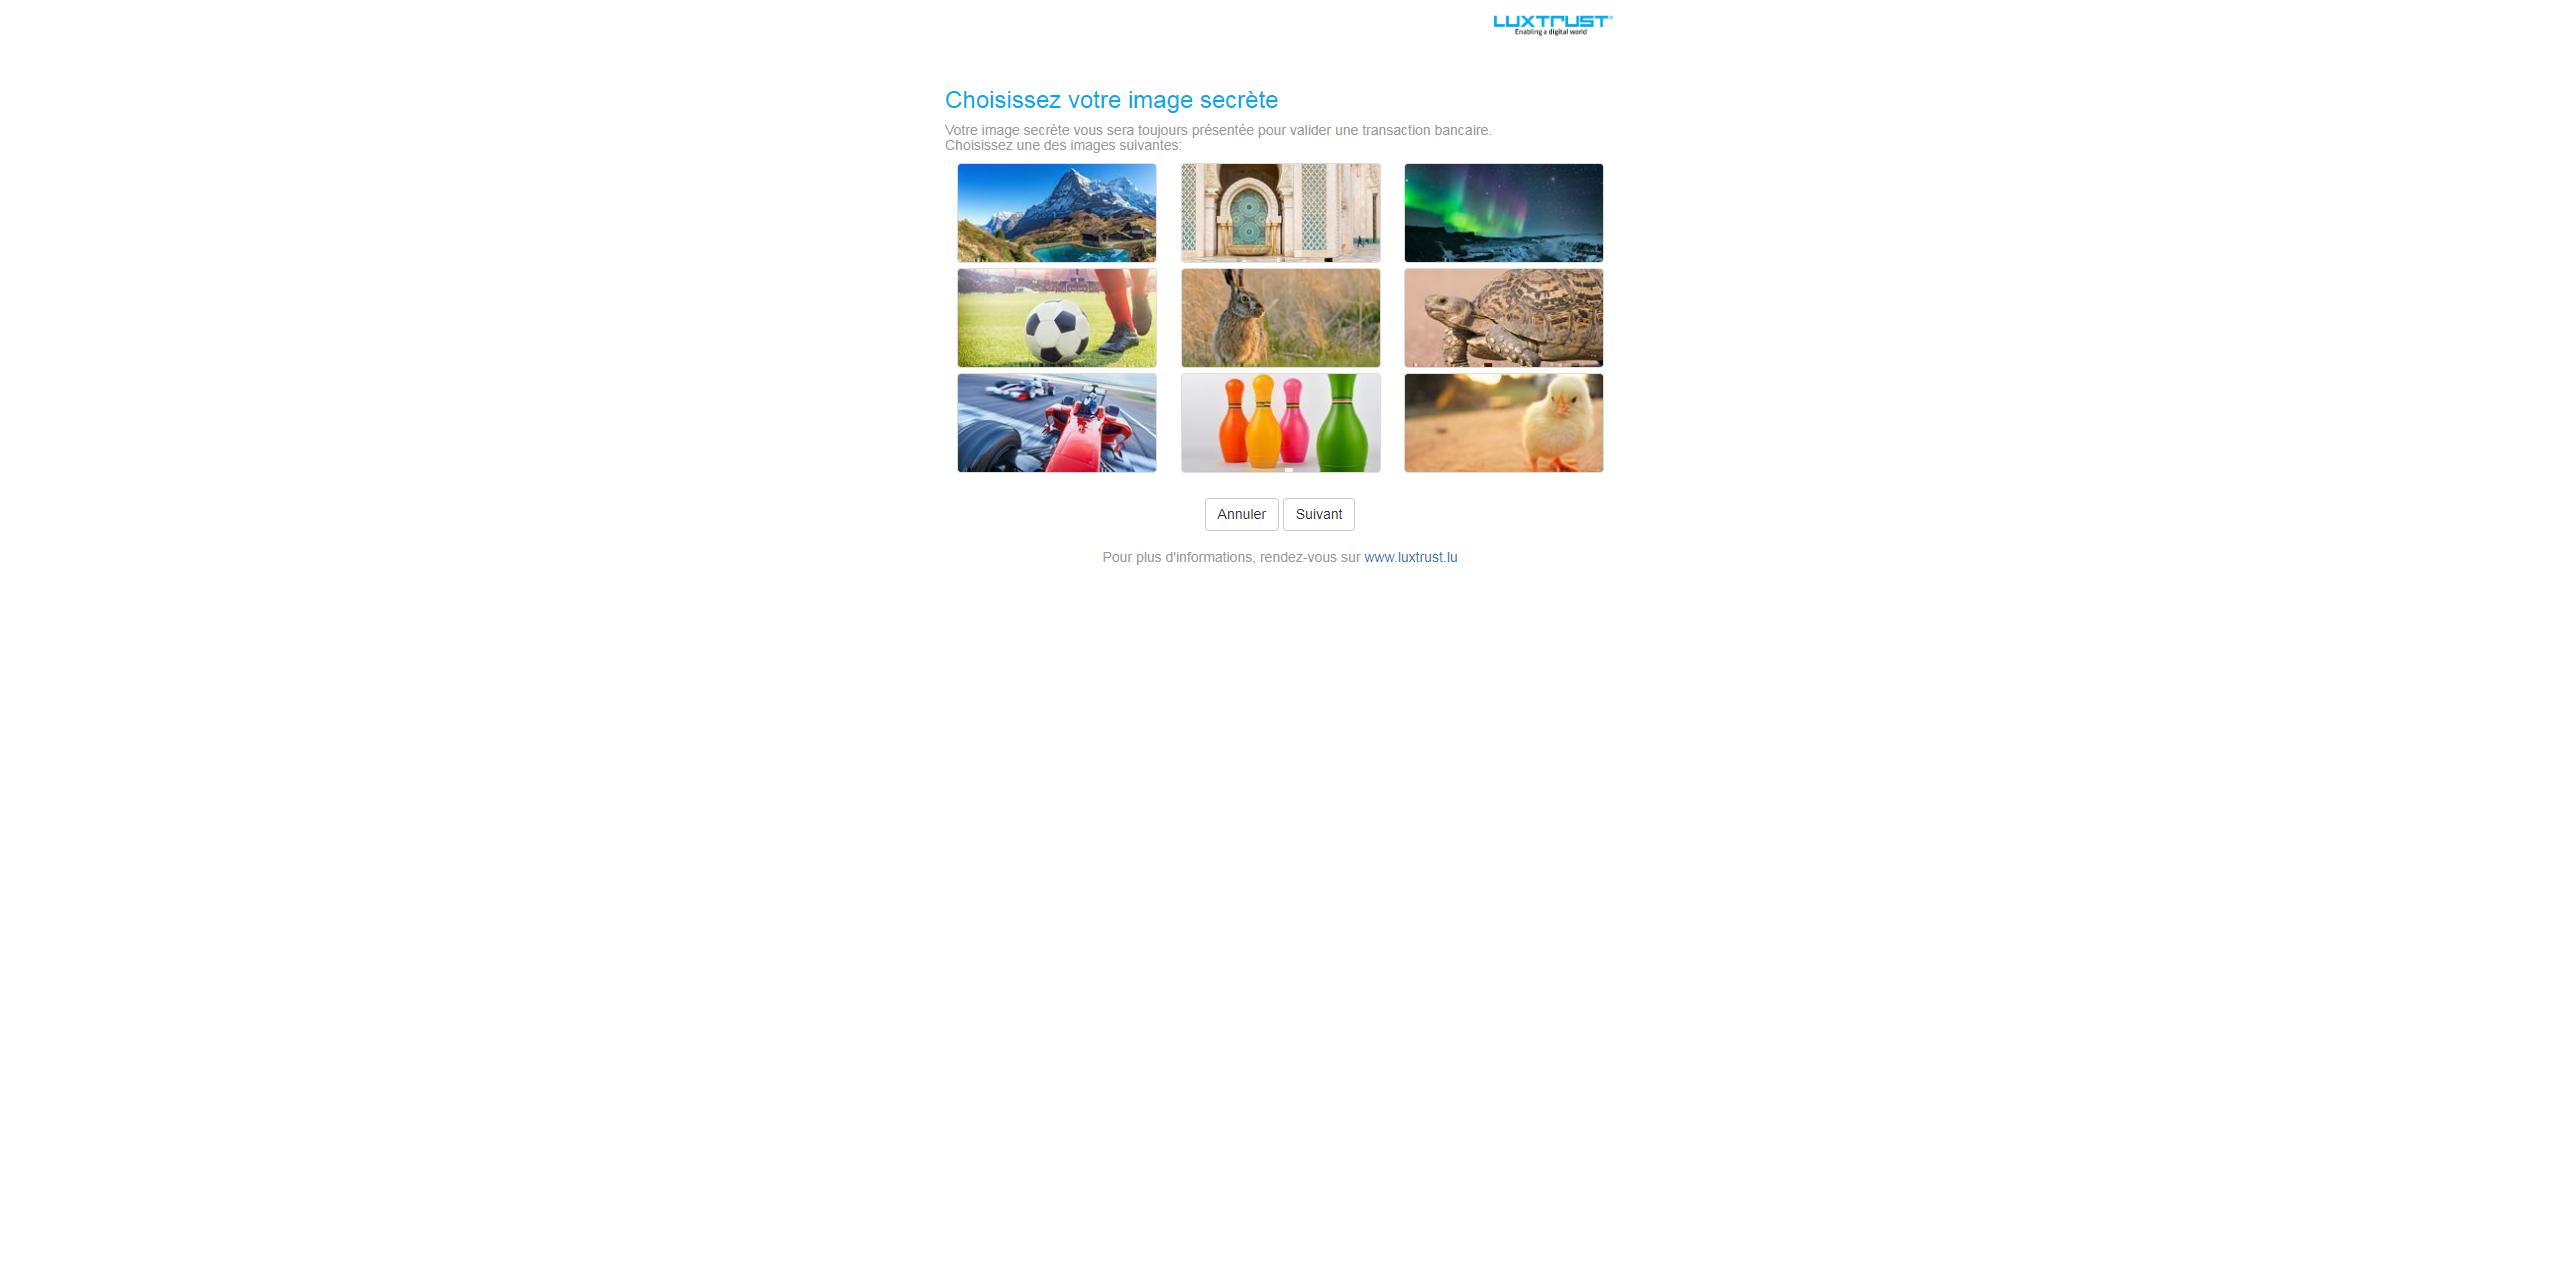 LUXTRUST
Enabling a digital world
Choisissez votre image secrète
Votre image secrète vous sera toujours présentée pour valider une transaction bancaire.
Choisissez une des images suivantes:
Annuler
Suivant
Pour plus d'informations, rendez-vous sur www.luxtrust.lu